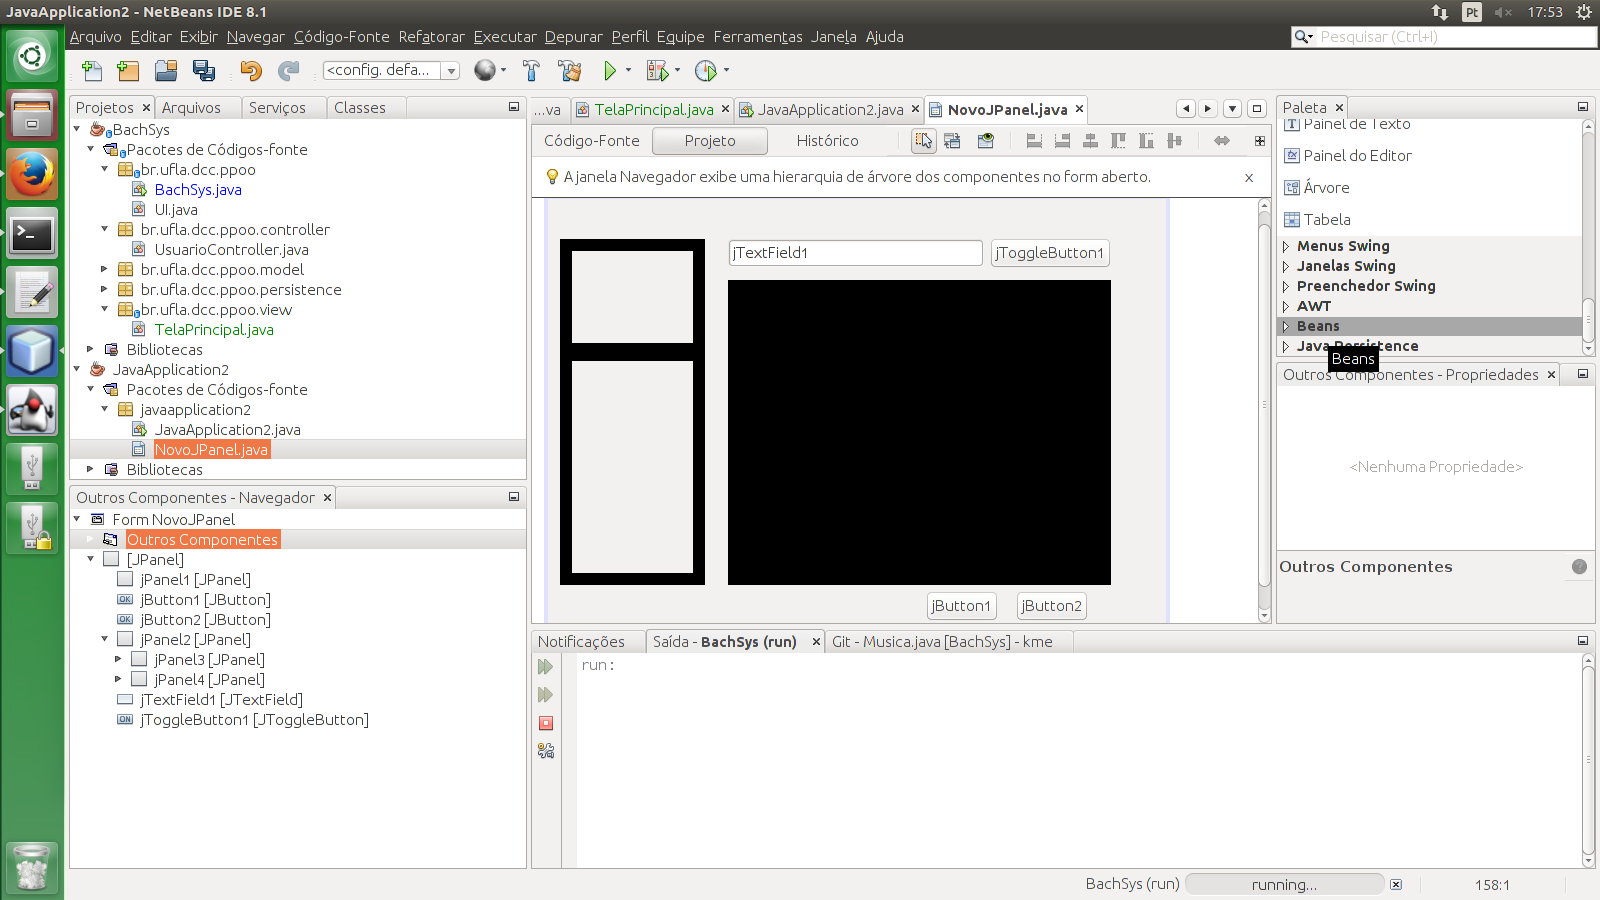 JavaApplication2 - NetBeans IDE 8.1
Pt
17:53
Arquivo Editar Exibir Navegar Código-Fonte Refatorar Executar Depurar Perfil Equipe Ferramentas Janela Ajuda
Pesquisar (Ctrl+I)
<config. defa...
Projetos Arquivos Serviços Classes
BachSys
Pacotes de Códigos-fonte
br.ufla.dcc.ppoo
BachSys.java
UI.java
br.ufla.dcc.ppoo.controller
UsuarioController.java
br.ufla.dcc.ppoo.model
br.ufla.dcc.ppoo.persistence
br.ufla.dcc.ppoo.view
TelaPrincipal.java
Bibliotecas
JavaApplication2
Pacotes de Códigos-fonte
javaapplication2
JavaApplication2.java
NovoJPanel.java
Bibliotecas
Outros Componentes - Navegador
Form NovoJPanel
Outros Componentes
[JPanel]
jPanel1 [JPanel]
OK jButton1 [JButton]
OK jButton2 [JButton]
jPanel2 [JPanel]
jPanel3 [JPanel]
jPanel4 [JPanel]
jTextField1 [JTextField]
ON jToggleButton1 [JToggleButton]
...va TelaPrincipal.java JavaApplication2.java NovoJPanel.java
Código-Fonte Projeto Histórico
A janela Navegador exibe uma hierarquia de árvore dos componentes no form aberto.
jTextField1 jToggleButton1
jButton1 jButton2
Notificações Saída - BachSys (run) Git - Musica.java [BachSys] - kme
run:
Paleta
Painel de Texto
Painel do Editor
Árvore
Tabela
Menus Swing
Janelas Swing
Preenchedor Swing
AWT
Beans
Java Persistence
Beans
Outros Componentes - Propriedades
<Nenhuma Propriedade>
Outros Componentes
BachSys (run) running... 158:1